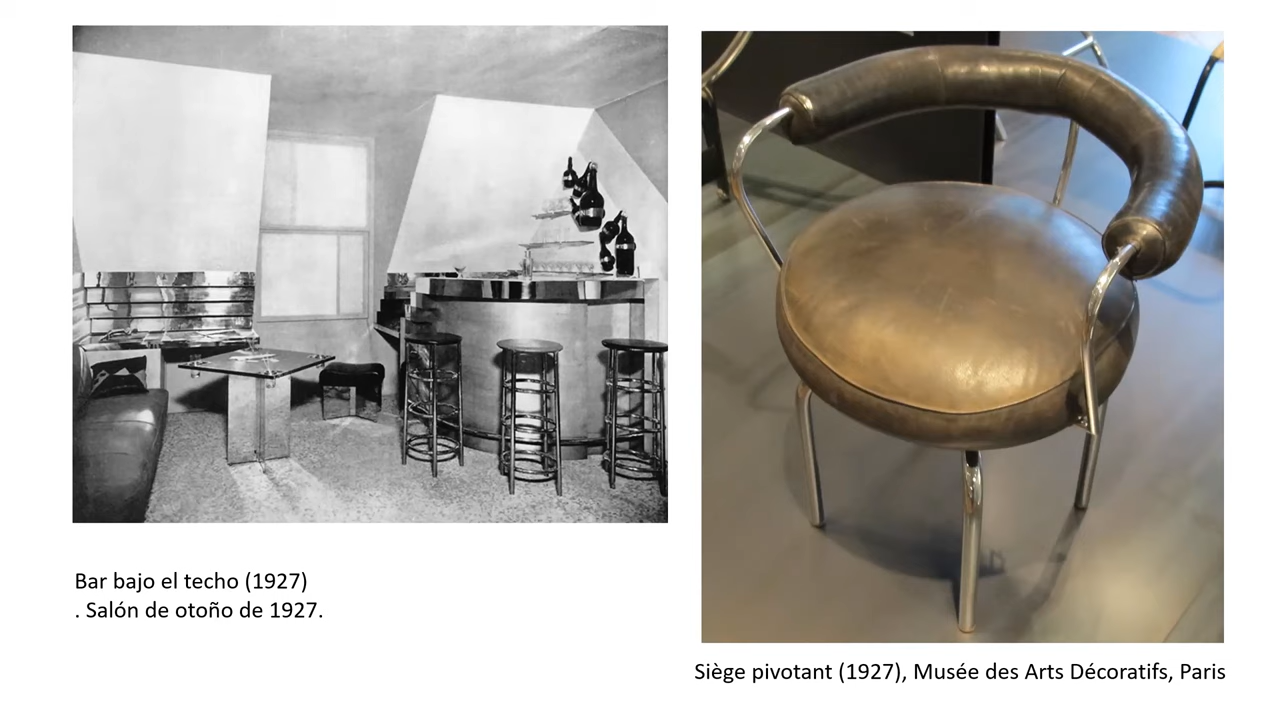 Bar bajo el techo (1927)
. Salón de otoño de 1927.
Siège pivotant (1927), Musée des Arts Décoratifs, Paris